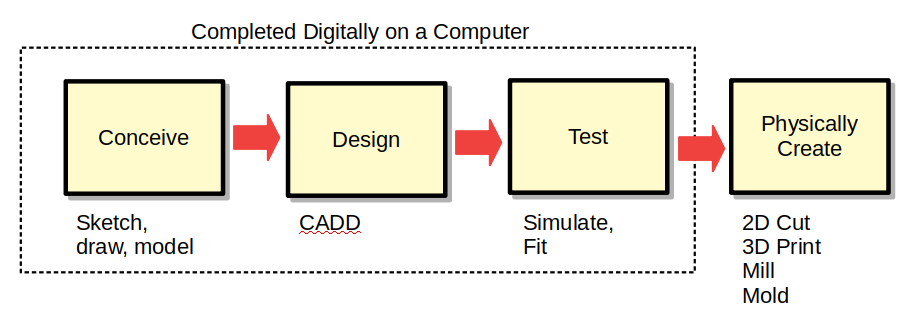 Completed Digitally on a Computer
Conceive
Design
Test
Physically
Create
Sketch,
draw, model
CADD
Simulate,
Fit
2D Cut
3D Print
Mill
Mold